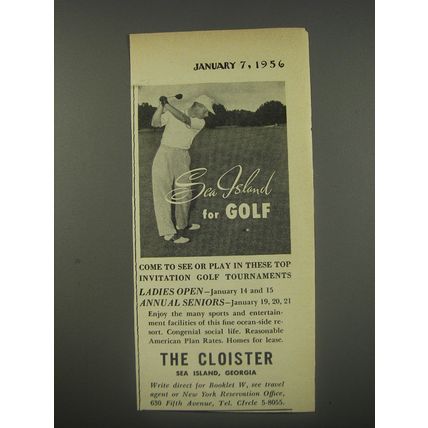 JANUARY 7, 1956
Sea Island
for GOLF
COME TO SEE OR PLAY IN THESE TOP
INVITATION GOLF TOURNAMENTS
LADIES OPEN—January 14 and 15
ANNUAL SENIORS—January 19, 20, 21
Enjoy the many sports and entertain-
ment facilities of this fine ocean-side re-
sort. Congenial social life. Reasonable
American Plan Rates. Homes for lease.
THE CLOISTER
SEA ISLAND, GEORGIA
Write direct for Booklet W, see travel
agent or New York Reservation Office,
630 Fifth Avenue, Tel. CIrcle 5-8055.